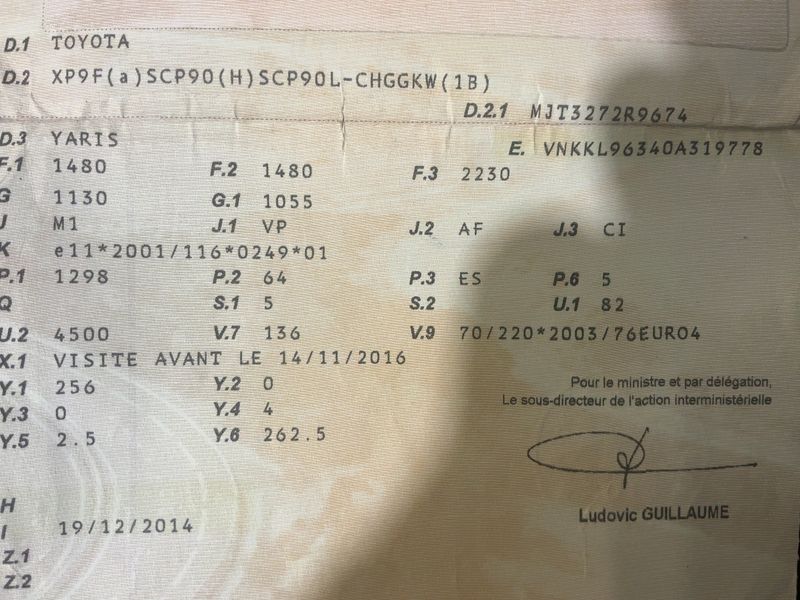 D.1 TOYOTA
D.2 XP9F(a)SCP90(H)SCP90L-CHGGKW(1B)
D.2.1 MJT3272R9674
D.3 YARIS
E. VNKKL96340A319778
F.1 1480 F.2 1480 F.3 2230
G 1130 G.1 1055
J M1 J.1 VP J.2 AF J.3 CI
K e11*2001/116*0249*01
P.1 1298 P.2 64 P.3 ES P.6 5
Q S.1 5 S.2 U.1 82
U.2 4500 V.7 136 V.9 70/220*2003/76EURO4
X.1 VISITE AVANT LE 14/11/2016
Y.1 256 Y.2 0
Y.3 0 Y.4 4
Y.5 2.5 Y.6 262.5
Pour le ministre et par délégation,
Le sous-directeur de l'action interministérielle
Ludovic GUILLAUME
H
I 19/12/2014
Z.1
Z.2